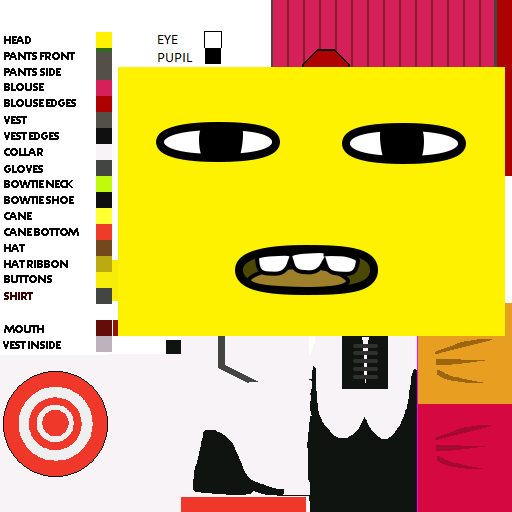 HEAD
PANTS FRONT
PANTS SIDE
BLOUSE
BLOUSE EDGES
VEST
VEST EDGES
COLLAR
GLOVES
BOWTIE NECK
BOWTIE SHOE
CANE
CANE BOTTOM
HAT
HAT RIBBON
BUTTONS
SHIRT
MOUTH
VEST INSIDE
EYE
PUPIL